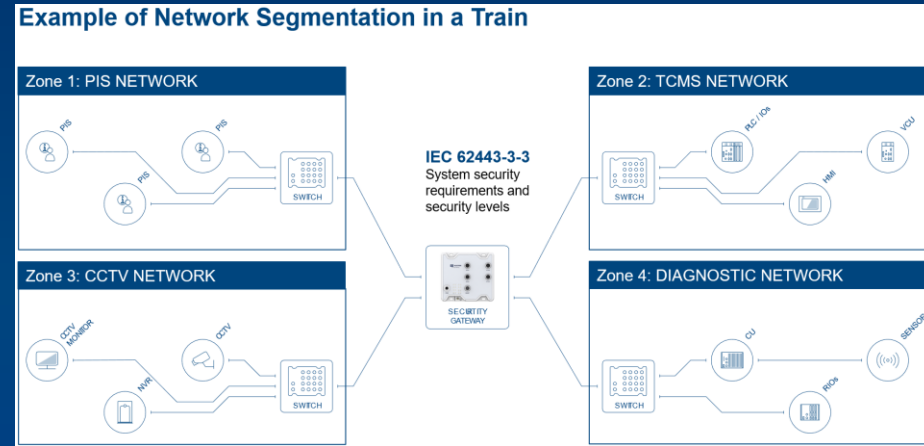 Example of Network Segmentation in a Train
Zone 1: PIS NETWORK
PIS
PIS
PIS
SWITCH
Zone 2: TCMS NETWORK
PLC / IOs
VCU
HMI
SWITCH
IEC 62443-3-3
System security
requirements and
security levels
SECURTITY
GATEWAY
Zone 3: CCTV NETWORK
CCTV
MONITOR
CCTV
NVR
SWITCH
Zone 4: DIAGNOSTIC NETWORK
CU
SENSOR
RIOs
SWITCH